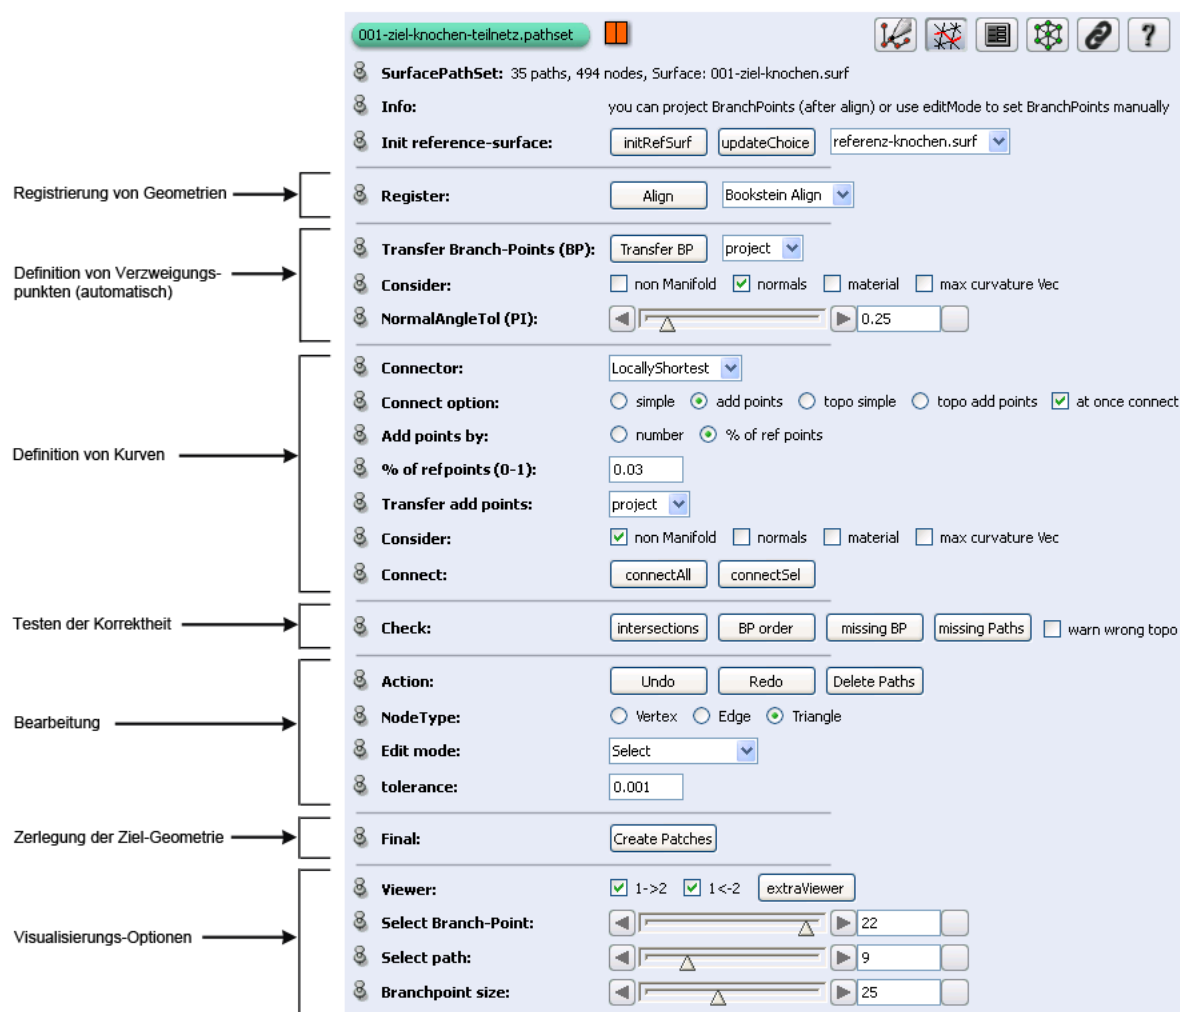 001-ziel-knochen-teilnetz.pathset
?
SurfacePathSet: 35 paths, 494 nodes, Surface: 001-ziel-knochen.surf
Info: you can project BranchPoints (after align) or use editMode to set BranchPoints manually
Init reference-surface: initRefSurf updateChoice referenz-knochen.surf
Registrierung von Geometrien
Register: Align Bookstein Align
Definition von Verzweigungs-
punkten (automatisch)
Transfer Branch-Points (BP): Transfer BP project
Consider: non Manifold normals material max curvature Vec
NormalAngleTol (PI): 0.25
Definition von Kurven
Connector: LocallyShortest
Connect option: simple add points topo simple topo add points at once connect
Add points by: number % of ref points
% of refpoints (0-1): 0.03
Transfer add points: project
Consider: non Manifold normals material max curvature Vec
Connect: connectAll connectSel
Testen der Korrektheit
Check: intersections BP order missing BP missing Paths warn wrong topo
Bearbeitung
Action: Undo Redo Delete Paths
NodeType: Vertex Edge Triangle
Edit mode: Select
tolerance: 0.001
Zerlegung der Ziel-Geometrie
Final: Create Patches
Visualisierungs-Optionen
Viewer: 1->2 1<-2 extraViewer
Select Branch-Point: 22
Select path: 9
Branchpoint size: 25